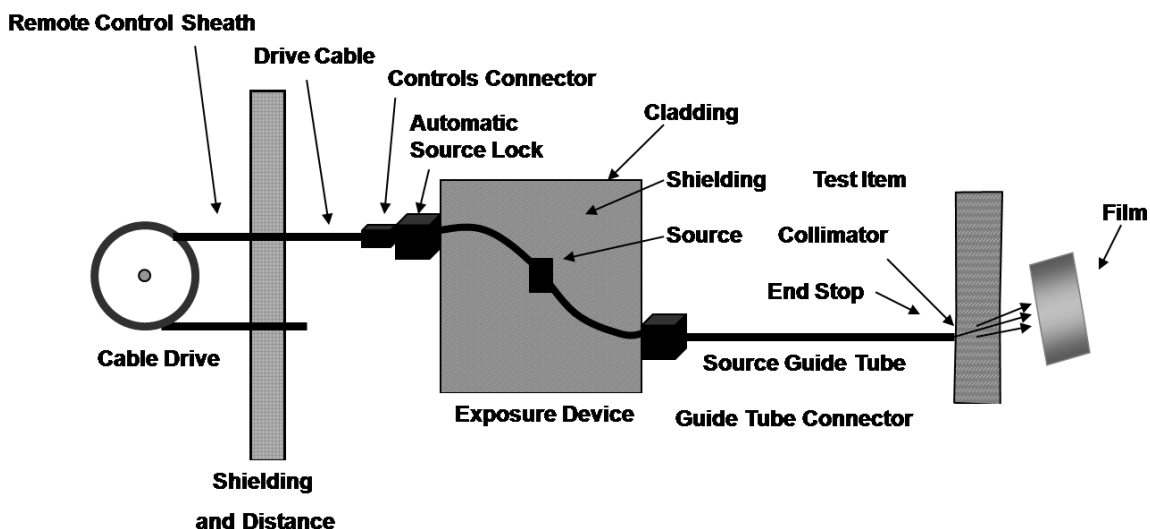 Remote Control Sheath
Drive Cable
Controls Connector
Automatic
Source Lock
Cladding
Shielding
Test Item
Source
Collimator
Film
End Stop
Cable Drive
Source Guide Tube
Exposure Device
Guide Tube Connector
Shielding
and Distance